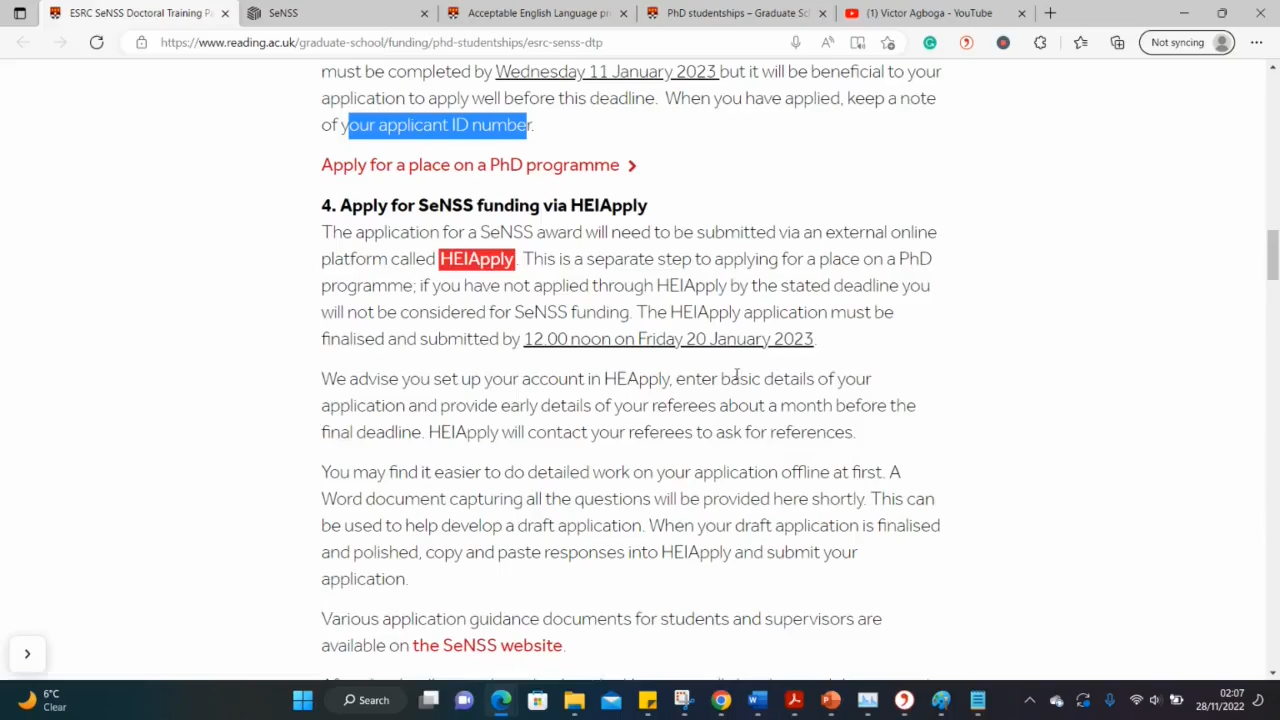 ESRC SeNSS Doctoral Training Pa
SeNSS
Acceptable English Language pr
PhD studentships – Graduate Sch
(1) Victor Agboga - YouTube
https://www.reading.ac.uk/graduate-school/funding/phd-studentships/esrc-senss-dtp
Not syncing
must be completed by Wednesday 11 January 2023 but it will be beneficial to your
application to apply well before this deadline. When you have applied, keep a note
of your applicant ID number.
Apply for a place on a PhD programme
4. Apply for SeNSS funding via HEIApply
The application for a SeNSS award will need to be submitted via an external online
platform called HEIApply. This is a separate step to applying for a place on a PhD
programme; if you have not applied through HEIApply by the stated deadline you
will not be considered for SeNSS funding. The HEIApply application must be
finalised and submitted by 12.00 noon on Friday 20 January 2023.
We advise you set up your account in HEApply, enter basic details of your
application and provide early details of your referees about a month before the
final deadline. HEIApply will contact your referees to ask for references.
You may find it easier to do detailed work on your application offline at first. A
Word document capturing all the questions will be provided here shortly. This can
be used to help develop a draft application. When your draft application is finalised
and polished, copy and paste responses into HEIApply and submit your
application.
Various application guidance documents for students and supervisors are
available on the SeNSS website.
6°C
Clear
Search
02:07
28/11/2022